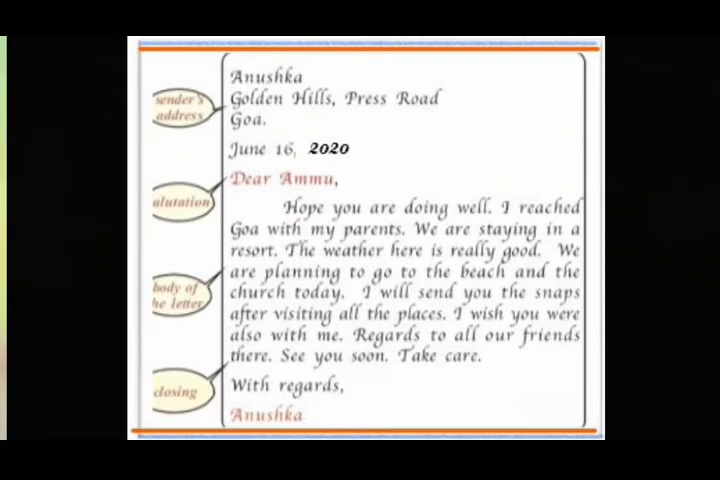 Anushka
sender's
Golden Hills, Press Road
address
Goa.
June 16, 2020
Dear Ammu,
alutation
Hope you are doing well. I reached
Goa with my parents. We are staying in a
resort. The weather here is really good. We
are planning to go to the beach and the
body of
he letter
church today. I will send you the snaps
after visiting all the places. I wish you were
also with me. Regards to all our friends
there. See you soon. Take care.
closing
With regards,
Anushka